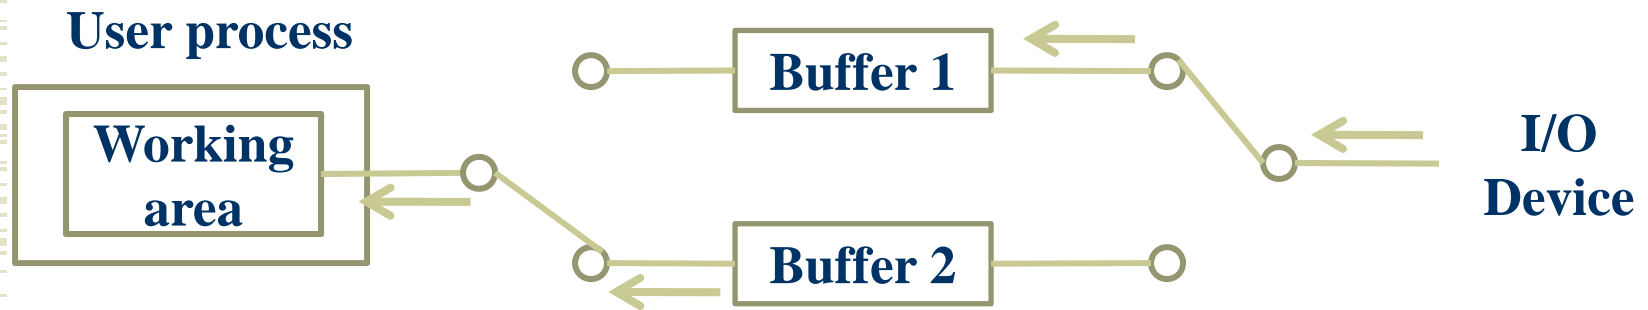 User process
Buffer 1
Working
area
I/O
Device
Buffer 2